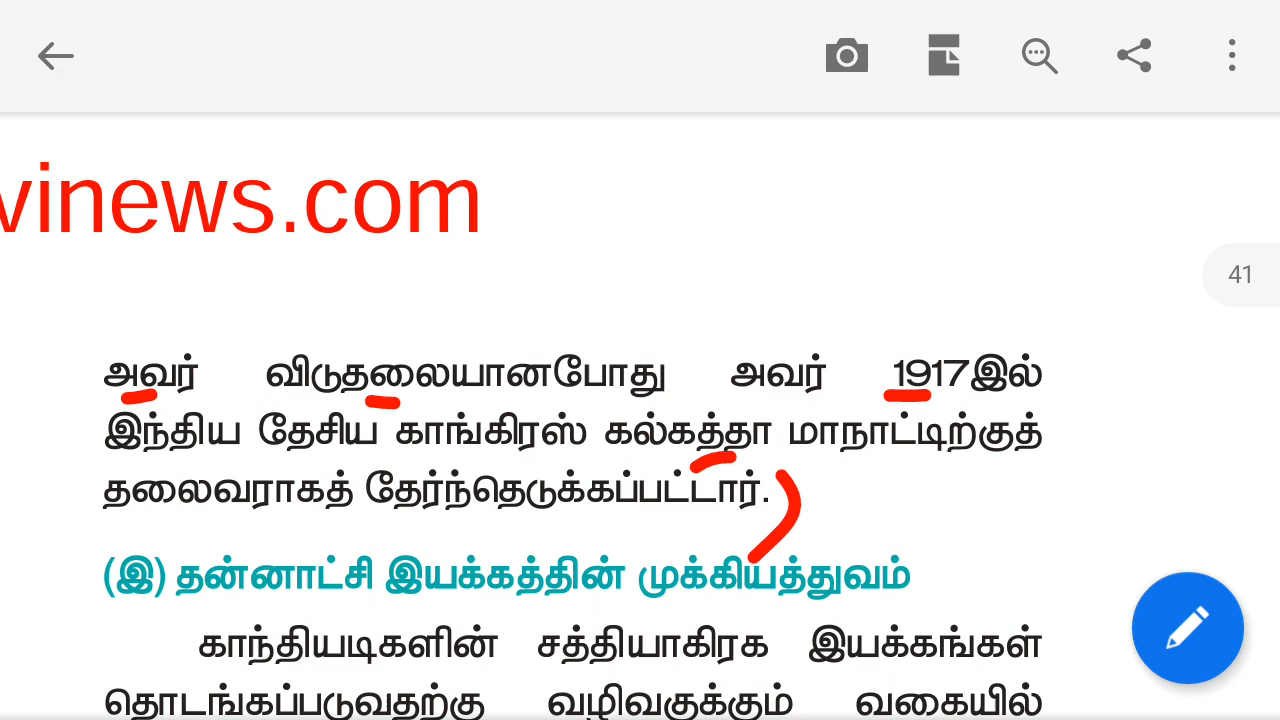 vinews.com
41
அவர் விடுதலையானபோது அவர் 1917இல்
இந்திய தேசிய காங்கிரஸ் கல்கத்தா மாநாட்டிற்குத்
தலைவராகத் தேர்ந்தெடுக்கப்பட்டார்.
(இ) தன்னாட்சி இயக்கத்தின் முக்கியத்துவம்
காந்தியடிகளின் சத்தியாகிரக இயக்கங்கள்
தொடங்கப்படுவதற்கு வழிவகுக்கும் வகையில்